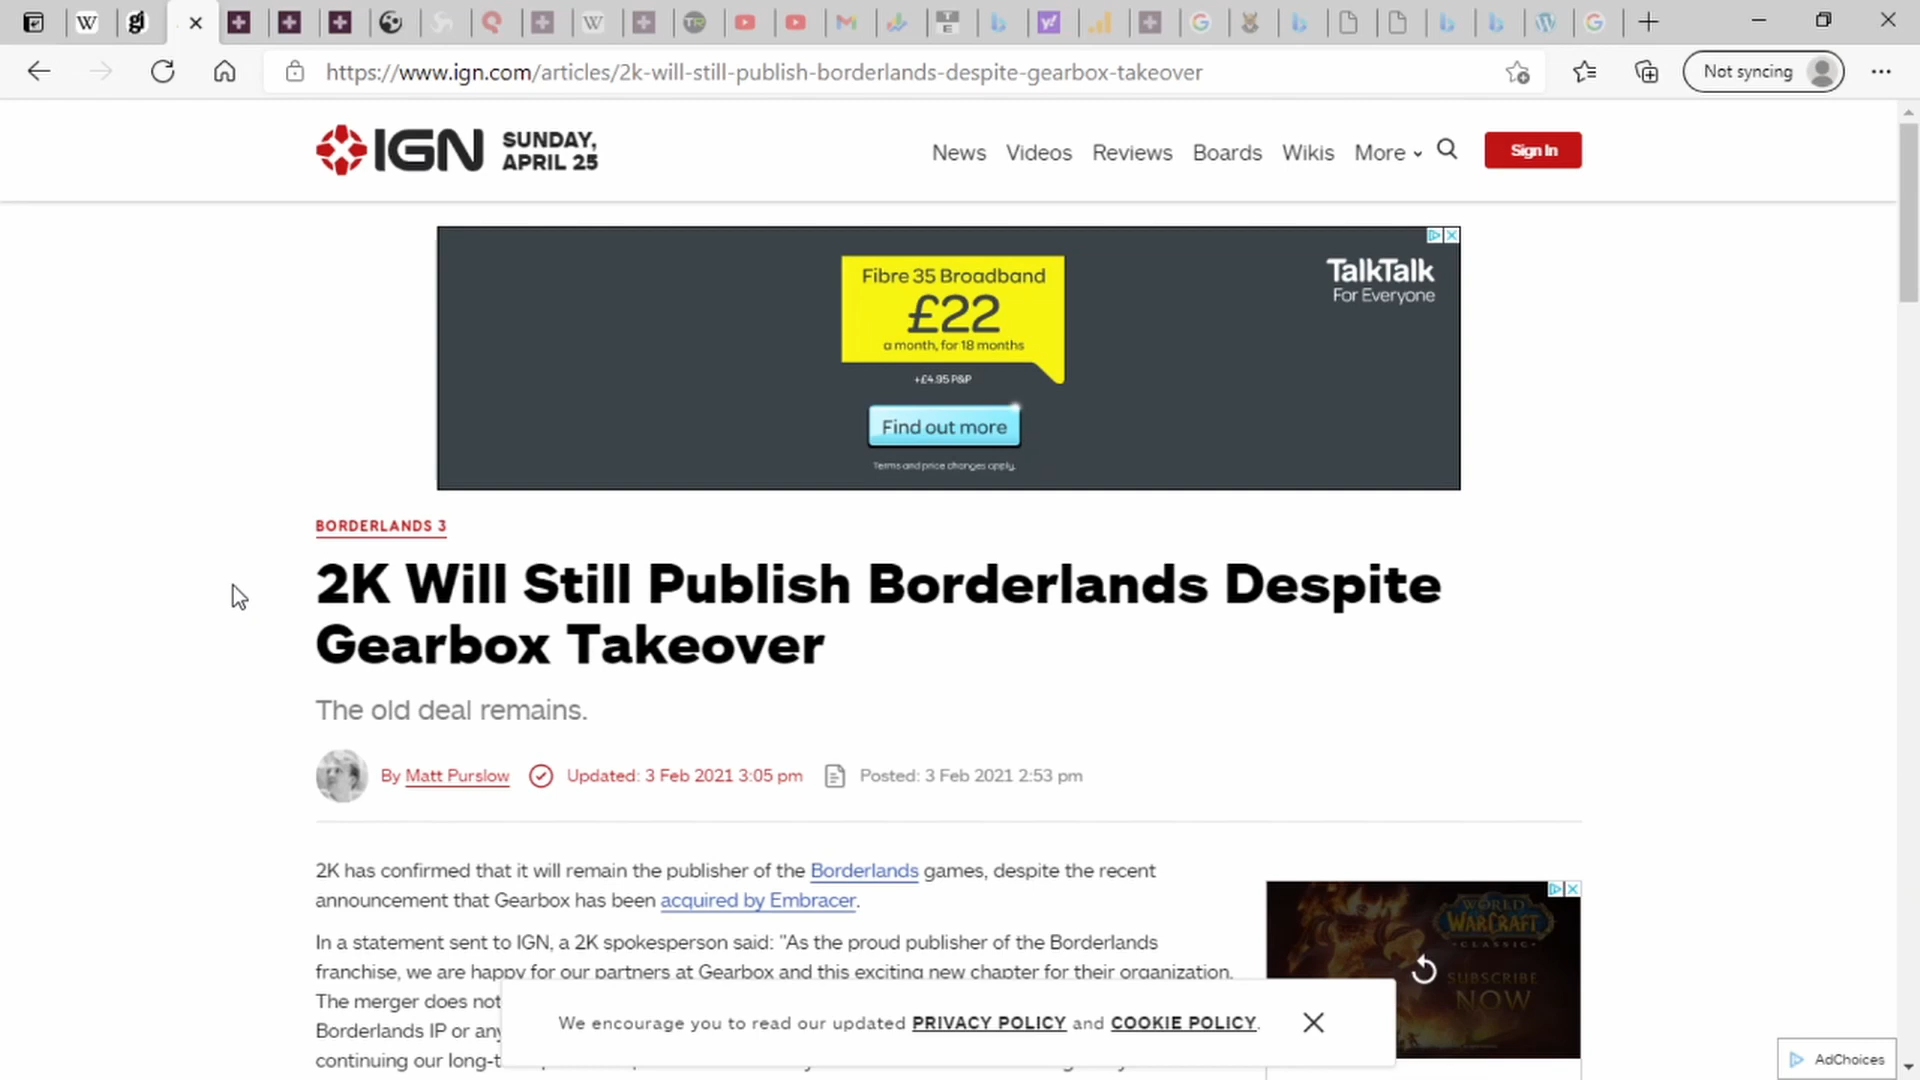 https://www.ign.com/articles/2k-will-still-publish-borderlands-despite-gearbox-takeover
Not syncing
IGN
SUNDAY,
APRIL 25
News Videos Reviews Boards Wikis More
Sign In
Fibre 35 Broadband
£22
a month, for 18 months
+£4.95 P&P
Find out more
Terms and price changes apply.
TalkTalk
For Everyone
BORDERLANDS 3
2K Will Still Publish Borderlands Despite
Gearbox Takeover
The old deal remains.
By Matt Purslow Updated: 3 Feb 2021 3:05 pm Posted: 3 Feb 2021 2:53 pm
2K has confirmed that it will remain the publisher of the Borderlands games, despite the recent
announcement that Gearbox has been acquired by Embracer.
In a statement sent to IGN, a 2K spokesperson said: "As the proud publisher of the Borderlands
franchise, we are happy for our partners at Gearbox and this exciting new chapter for their organization.
The merger does not
Borderlands IP or any
continuing our long-t
WORLD
WARCRAFT
CLASSIC
SUBSCRIBE
NOW
We encourage you to read our updated PRIVACY POLICY and COOKIE POLICY.
AdChoices